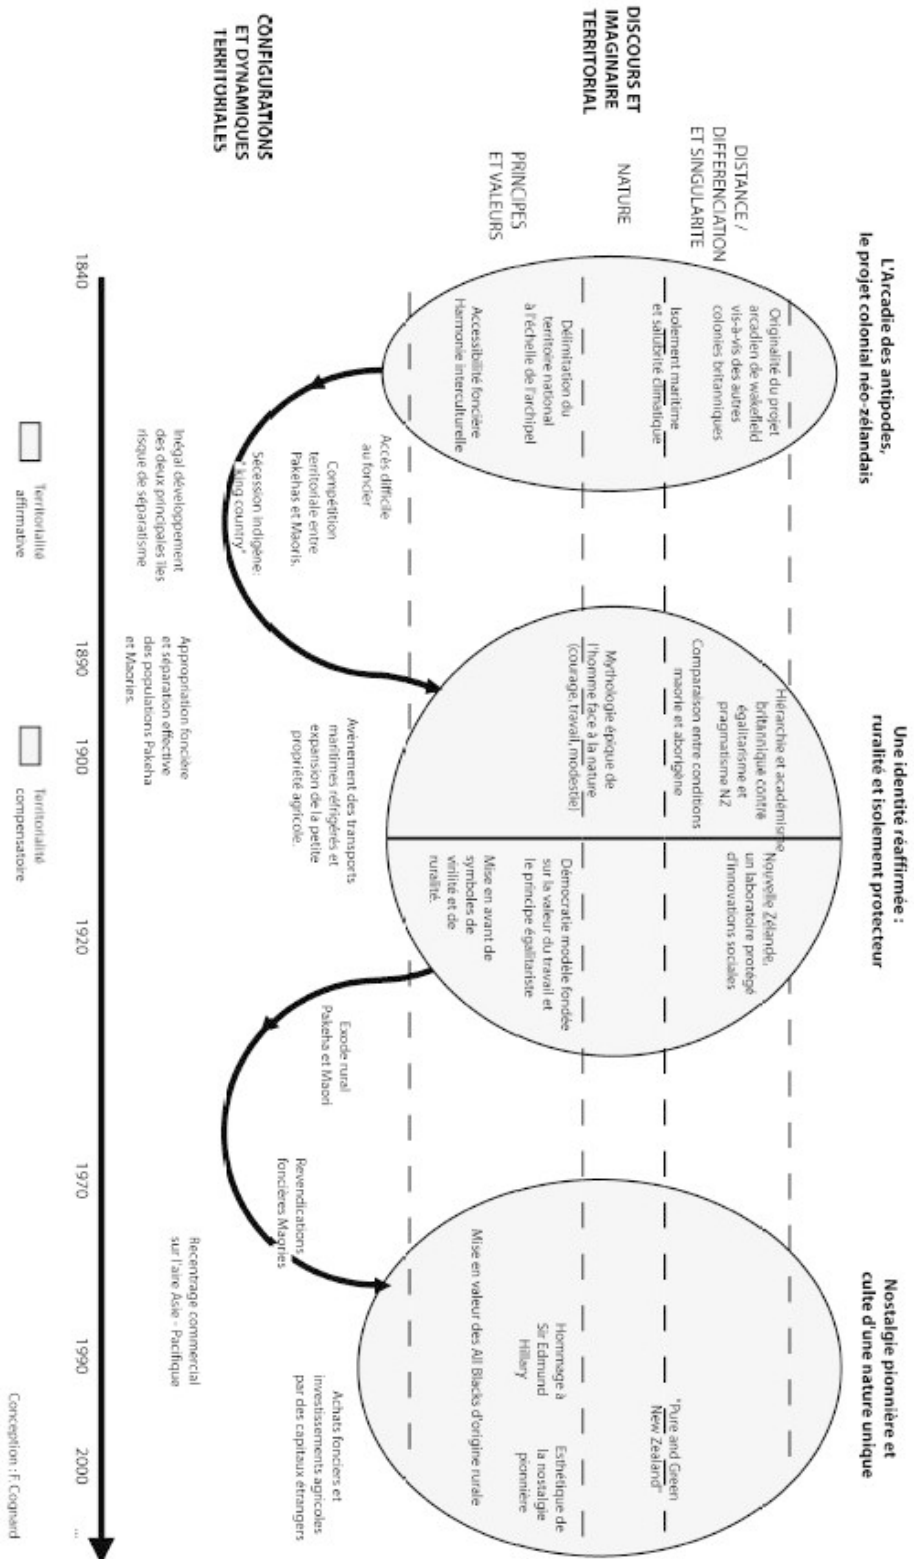 L'Arcadie des antipodes,
le projet colonial néo-zélandais
Une identité réaffirmée :
ruralité et isolement protecteur
Nostalgie pionnière et
culte d'une nature unique
DISCOURS ET
IMAGINAIRE
TERRITORIAL
DISTANCE /
DIFFERENCIATION
ET SINGULARITE
NATURE
PRINCIPES
ET VALEURS
Originalité du projet
arcadien de wakefield
vis-à-vis des autres
colonies britanniques
Isolement maritime
et salubrité climatique
Délimitation du
territoire national
à l'échelle de l'archipel
Accessibilité foncière
Harmonie interculturelle
Hiérarchie et académisme
britannique contre
égalitarisme et
pragmatisme NZ
Comparaison entre conditions
maorie et aborigène
Mythologie épique de
l'homme face à la nature
(courage, travail, modestie)
Nouvelle Zélande,
un laboratoire protégé
d'innovations sociales
Démocratie modèle fondée
sur la valeur du travail et
le principe égalitariste
Mise en avant de
symboles de
virilité et de
ruralité.
"Pure and Green
New Zealand"
Hommage à
Sir Edmund
Hillary
Esthétique de
la nostalgie
pionnière
Mise en valeur des All Blacks d'origine rurale
CONFIGURATIONS
ET DYNAMIQUES
TERRITORIALES
Accès difficile
au foncier
Compétition
territoriale entre
Pakehas et Maoris.
Sécession indigène:
" king country"
Inégal développement
des deux principales îles
risque de séparatisme
Avènement des transports
maritimes réfrigérés et
expansion de la petite
propriété agricole.
Appropriation foncière
et séparation effective
des populations Pakeha
et Maories.
Exode rural
Pakeha et Maori
Revendications
foncières Maories
Recentrage commercial
sur l'aire Asie - Pacifique
Achats fonciers et
investissements agricoles
par des capitaux étrangers
1840
1890
1900
1920
1970
1990
2000
...
Territorialité
affirmative
Territorialité
compensatoire
Conception : F. Cognard